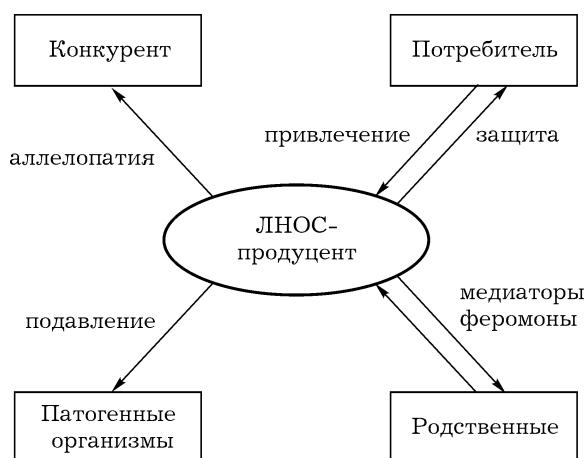 Конкурент
Потребитель
привлечение
защита
аллелопатия
ЛНОС-
продуцент
медиаторы
феромоны
подавление
Патогенные
организмы
Родственные